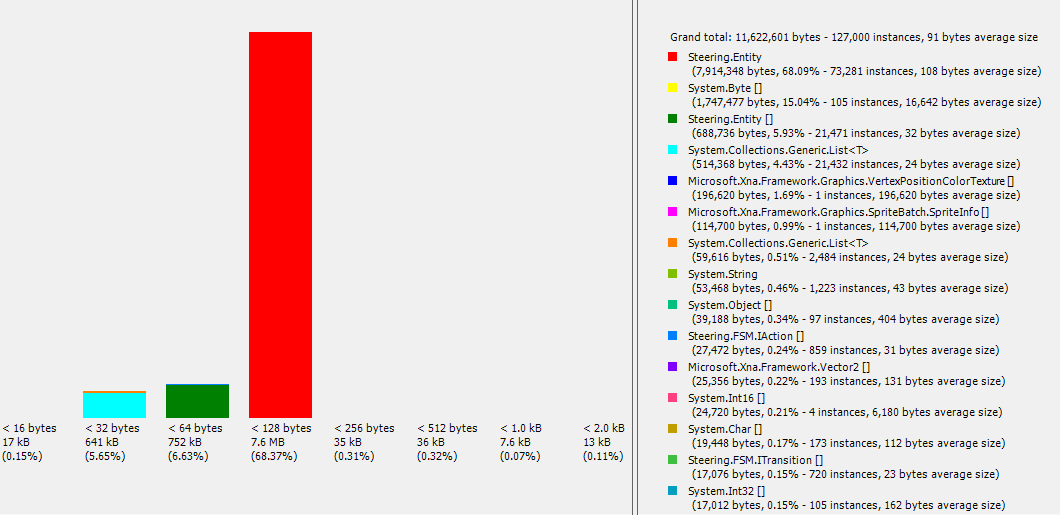 Grand total: 11,622,601 bytes - 127,000 instances, 91 bytes average size
Steering.Entity
(7,914,348 bytes, 68.09% - 73,281 instances, 108 bytes average size)
System.Byte []
(1,747,477 bytes, 15.04% - 105 instances, 16,642 bytes average size)
Steering.Entity []
(688,736 bytes, 5.93% - 21,471 instances, 32 bytes average size)
System.Collections.Generic.List<T>
(514,368 bytes, 4.43% - 21,432 instances, 24 bytes average size)
Microsoft.Xna.Framework.Graphics.VertexPositionColorTexture []
(196,620 bytes, 1.69% - 1 instances, 196,620 bytes average size)
Microsoft.Xna.Framework.Graphics.SpriteBatch.SpriteInfo []
(114,700 bytes, 0.99% - 1 instances, 114,700 bytes average size)
System.Collections.Generic.List<T>
(59,616 bytes, 0.51% - 2,484 instances, 24 bytes average size)
System.String
(53,468 bytes, 0.46% - 1,223 instances, 43 bytes average size)
System.Object []
(39,188 bytes, 0.34% - 97 instances, 404 bytes average size)
Steering.FSM.IAction []
(27,472 bytes, 0.24% - 859 instances, 31 bytes average size)
Microsoft.Xna.Framework.Vector2 []
(25,356 bytes, 0.22% - 193 instances, 131 bytes average size)
System.Int16 []
(24,720 bytes, 0.21% - 4 instances, 6,180 bytes average size)
System.Char []
(19,448 bytes, 0.17% - 173 instances, 112 bytes average size)
Steering.FSM.ITransition []
(17,076 bytes, 0.15% - 720 instances, 23 bytes average size)
System.Int32 []
(17,012 bytes, 0.15% - 105 instances, 162 bytes average size)
< 16 bytes
17 kB
(0.15%)
< 32 bytes
641 kB
(5.65%)
< 64 bytes
752 kB
(6.63%)
< 128 bytes
7.6 MB
(68.37%)
< 256 bytes
35 kB
(0.31%)
< 512 bytes
36 kB
(0.32%)
< 1.0 kB
7.6 kB
(0.07%)
< 2.0 kB
13 kB
(0.11%)